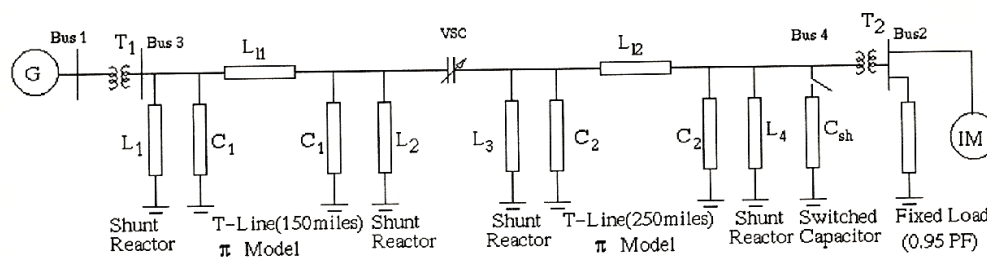 Bus 1
T1
Bus 3
Ll1
VSC
Ll2
Bus 4
T2
Bus2
G
L1
C1
C1
L2
L3
C2
C2
L4
Csh
IM
Shunt
Reactor
T-Line(150miles)
π Model
Shunt
Reactor
Shunt
Reactor
T-Line(250miles)
π Model
Shunt
Reactor
Switched
Capacitor
Fixed Load
(0.95 PF)